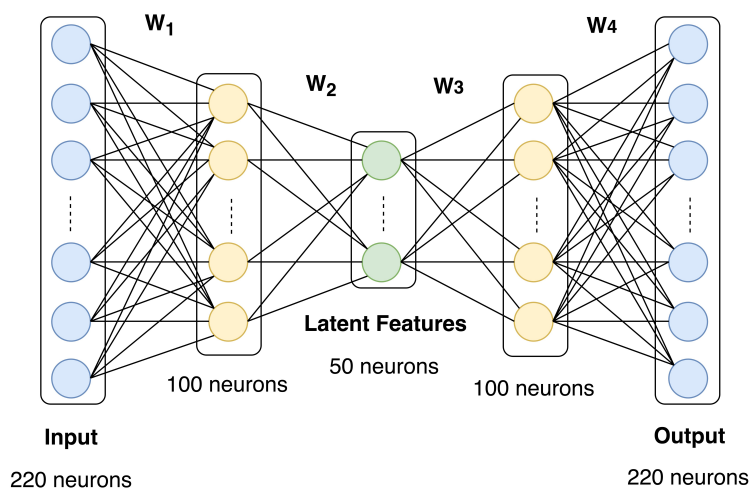 W1
W2
W3
W4
Latent Features
50 neurons
100 neurons
100 neurons
Input
220 neurons
Output
220 neurons